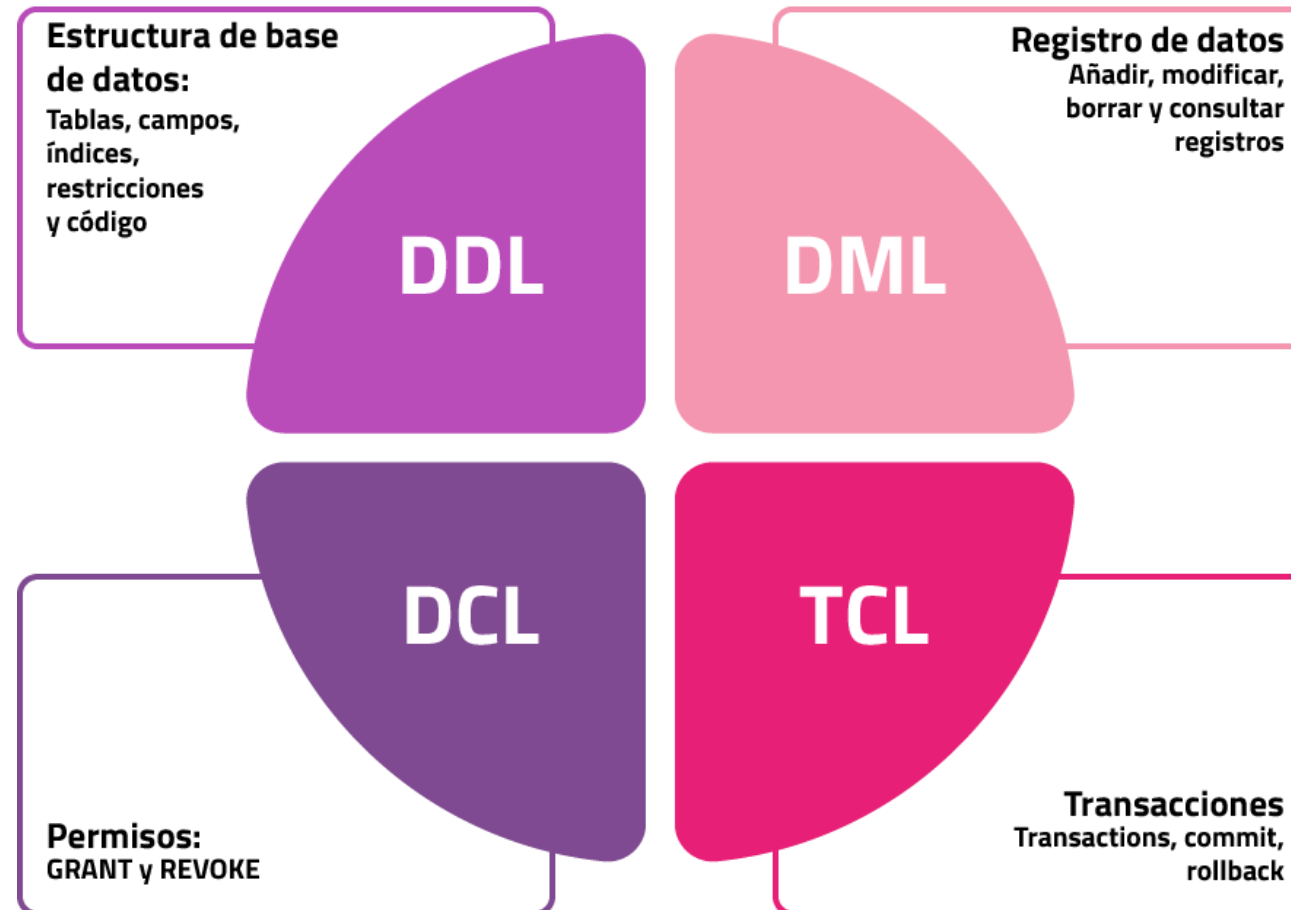 Estructura de base
de datos:
Tablas, campos,
índices,
restricciones
y código
DDL
Registro de datos
Añadir, modificar,
borrar y consultar
registros
DML
DCL
Permisos:
GRANT y REVOKE
TCL
Transacciones
Transactions, commit,
rollback